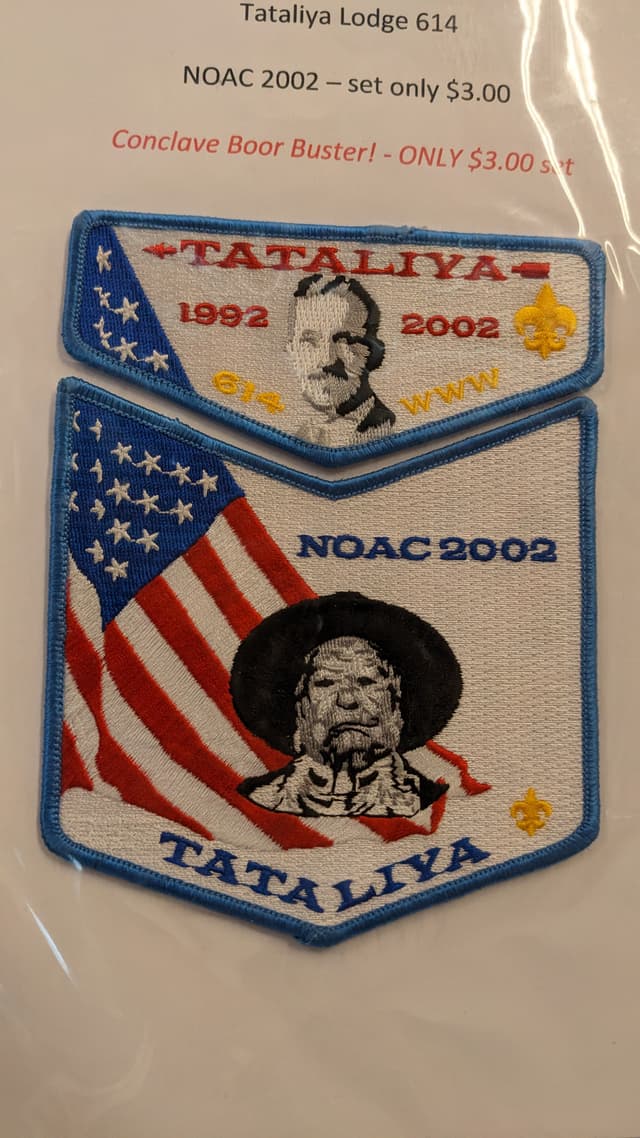 Tataliya Lodge 614
NOAC 2002 – set only $3.00
Conclave Boor Buster! - ONLY $3.00 set
TATALIYA
1992 2002
614 WWW
NOAC 2002
TATALIYA